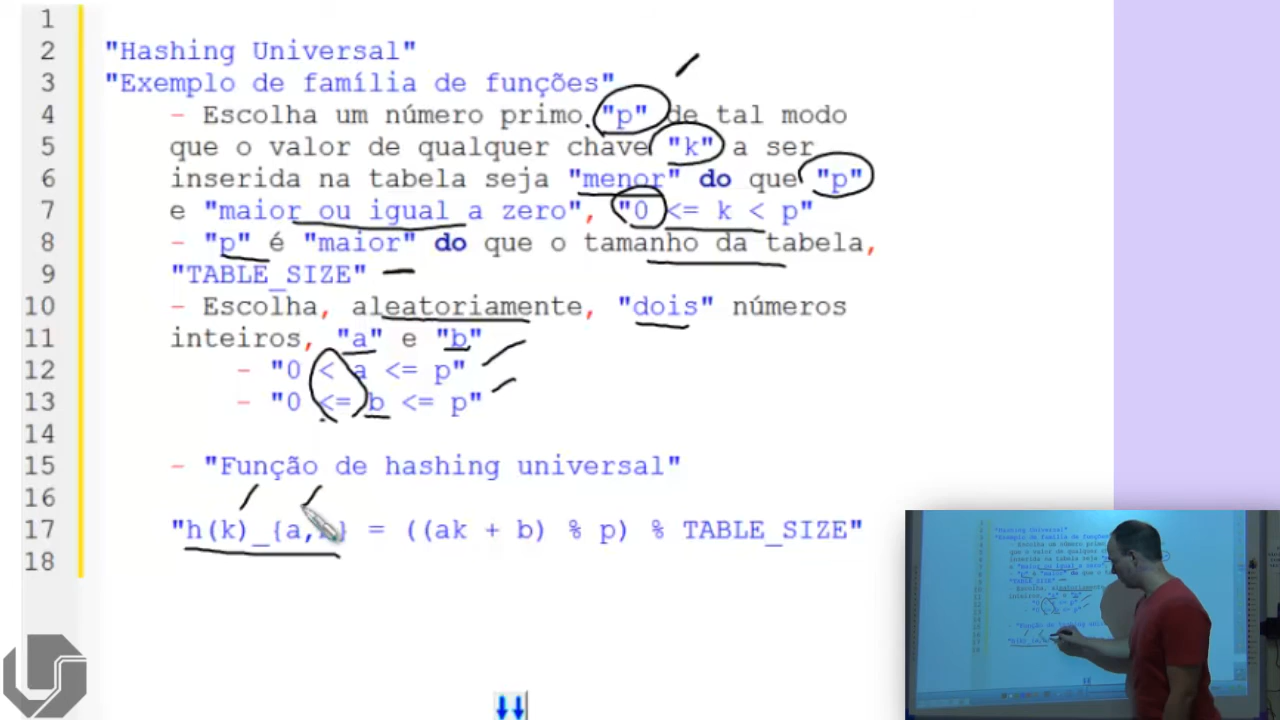 1
2 "Hashing Universal"
3 "Exemplo de família de funções"
4 - Escolha um número primo "p" de tal modo
5 que o valor de qualquer chave "k" a ser
6 inserida na tabela seja "menor" do que "p"
7 e "maior ou igual a zero", "0 <= k < p"
8 - "p" é "maior" do que o tamanho da tabela,
9 "TABLE_SIZE"
10 - Escolha, aleatoriamente, "dois" números
11 inteiros, "a" e "b"
12 - "0 < a <= p"
13 - "0 <= b <= p"
14
15 - "Função de hashing universal"
16
17 "h(k)_{a, } = ((ak + b) % p) % TABLE_SIZE"
18